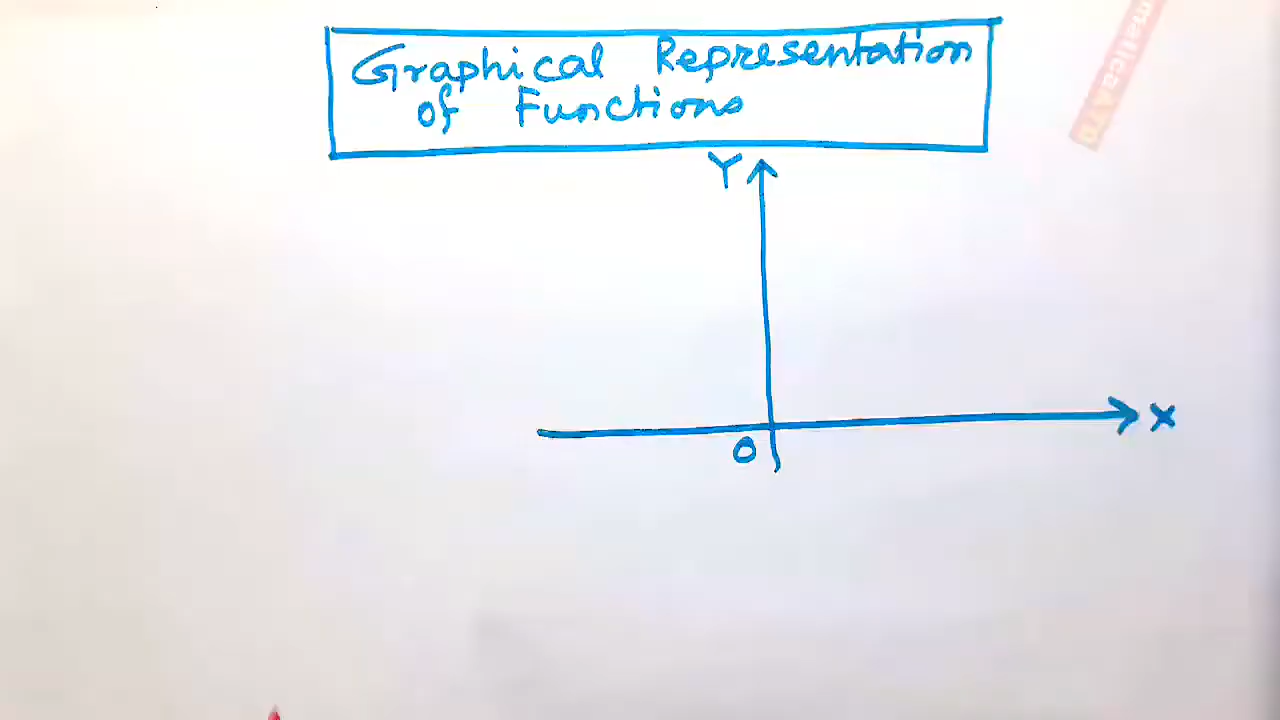 Graphical Representation
of Functions
Y
X
O